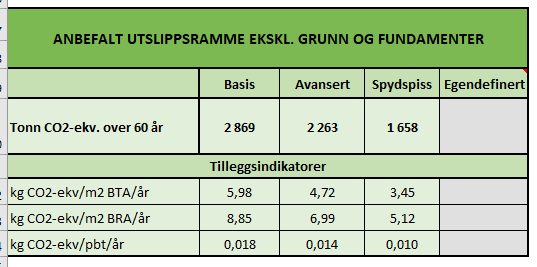 ANBEFALT UTSLIPPSRAMME EKSKL. GRUNN OG FUNDAMENTER
Basis Avansert Spydspiss Egendefinert
Tonn CO2-ekv. over 60 år 2 869 2 263 1 658
Tilleggsindikatorer
kg CO2-ekv/m2 BTA/år 5,98 4,72 3,45
kg CO2-ekv/m2 BRA/år 8,85 6,99 5,12
kg CO2-ekv/pbt/år 0,018 0,014 0,010